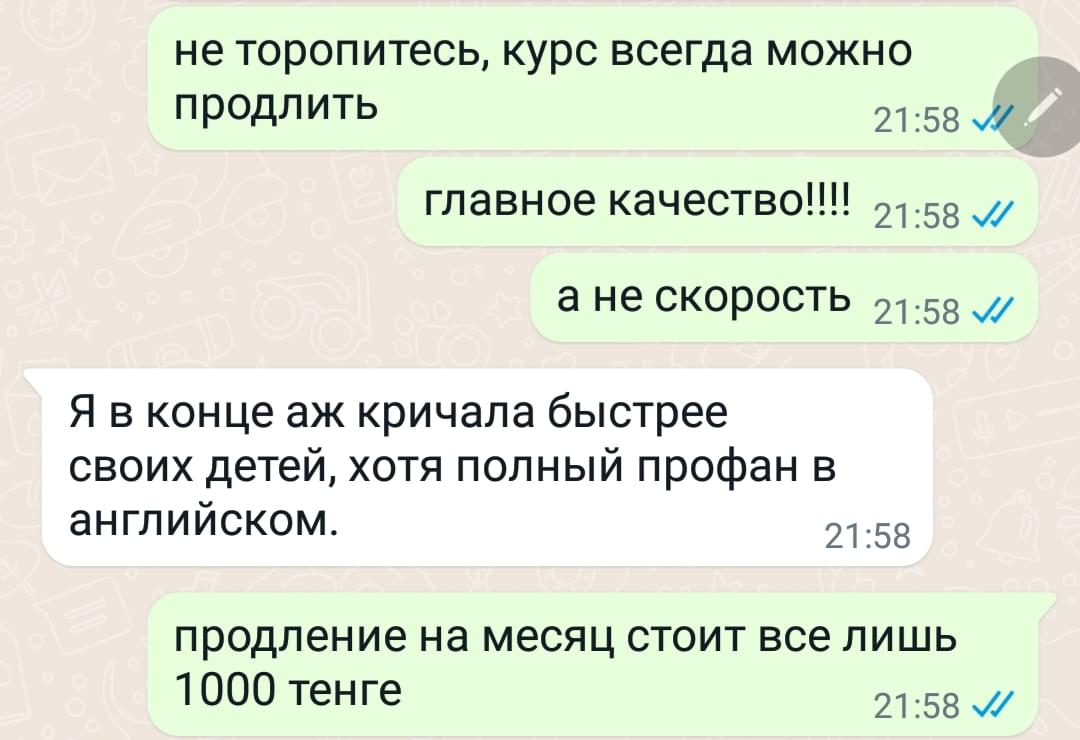 не торопитесь, курс всегда можно
продлить
21:58
главное качество!!!! 21:58
а не скорость 21:58
Я в конце аж кричала быстрее
своих детей, хотя полный профан в
английском.
21:58
продление на месяц стоит все лишь
1000 тенге
21:58